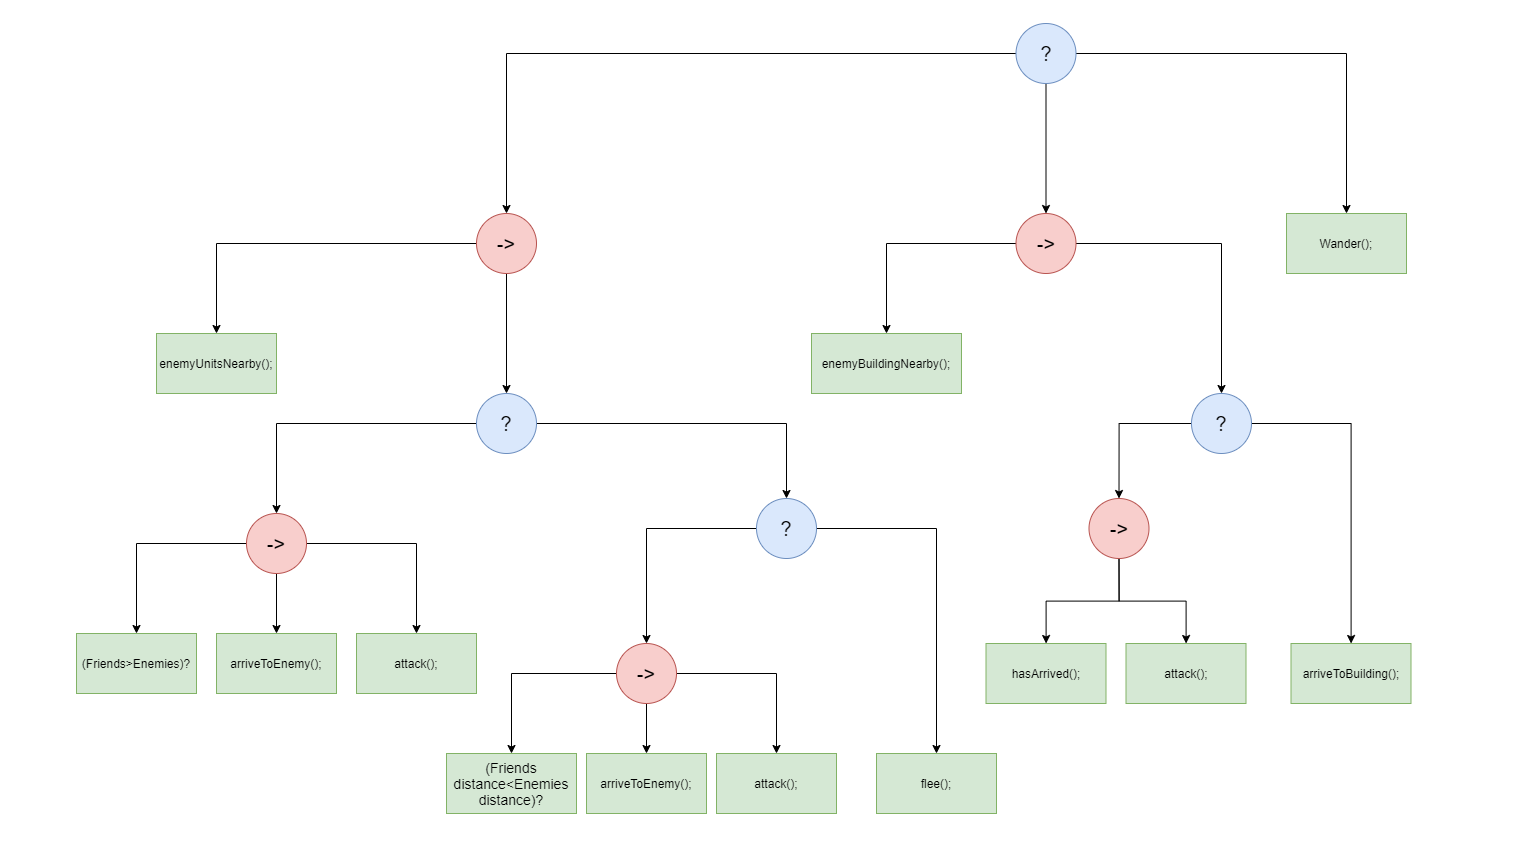 ?
->
->
Wander();
enemyUnitsNearby();
enemyBuildingNearby();
?
?
->
?
->
(Friends>Enemies)?
arriveToEnemy();
attack();
->
hasArrived();
attack();
arriveToBuilding();
(Friends
distance<Enemies
distance)?
arriveToEnemy();
attack();
flee();